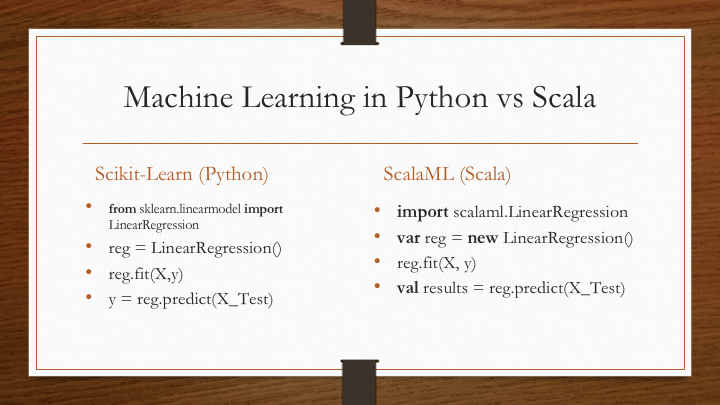 Machine Learning in Python vs Scala
Scikit-Learn (Python)
• from sklearn.linearmodel import
LinearRegression
• reg = LinearRegression()
• reg.fit(X,y)
• y = reg.predict(X_Test)
ScalaML (Scala)
• import scalaml.LinearRegression
• var reg = new LinearRegression()
• reg.fit(X, y)
• val results = reg.predict(X_Test)